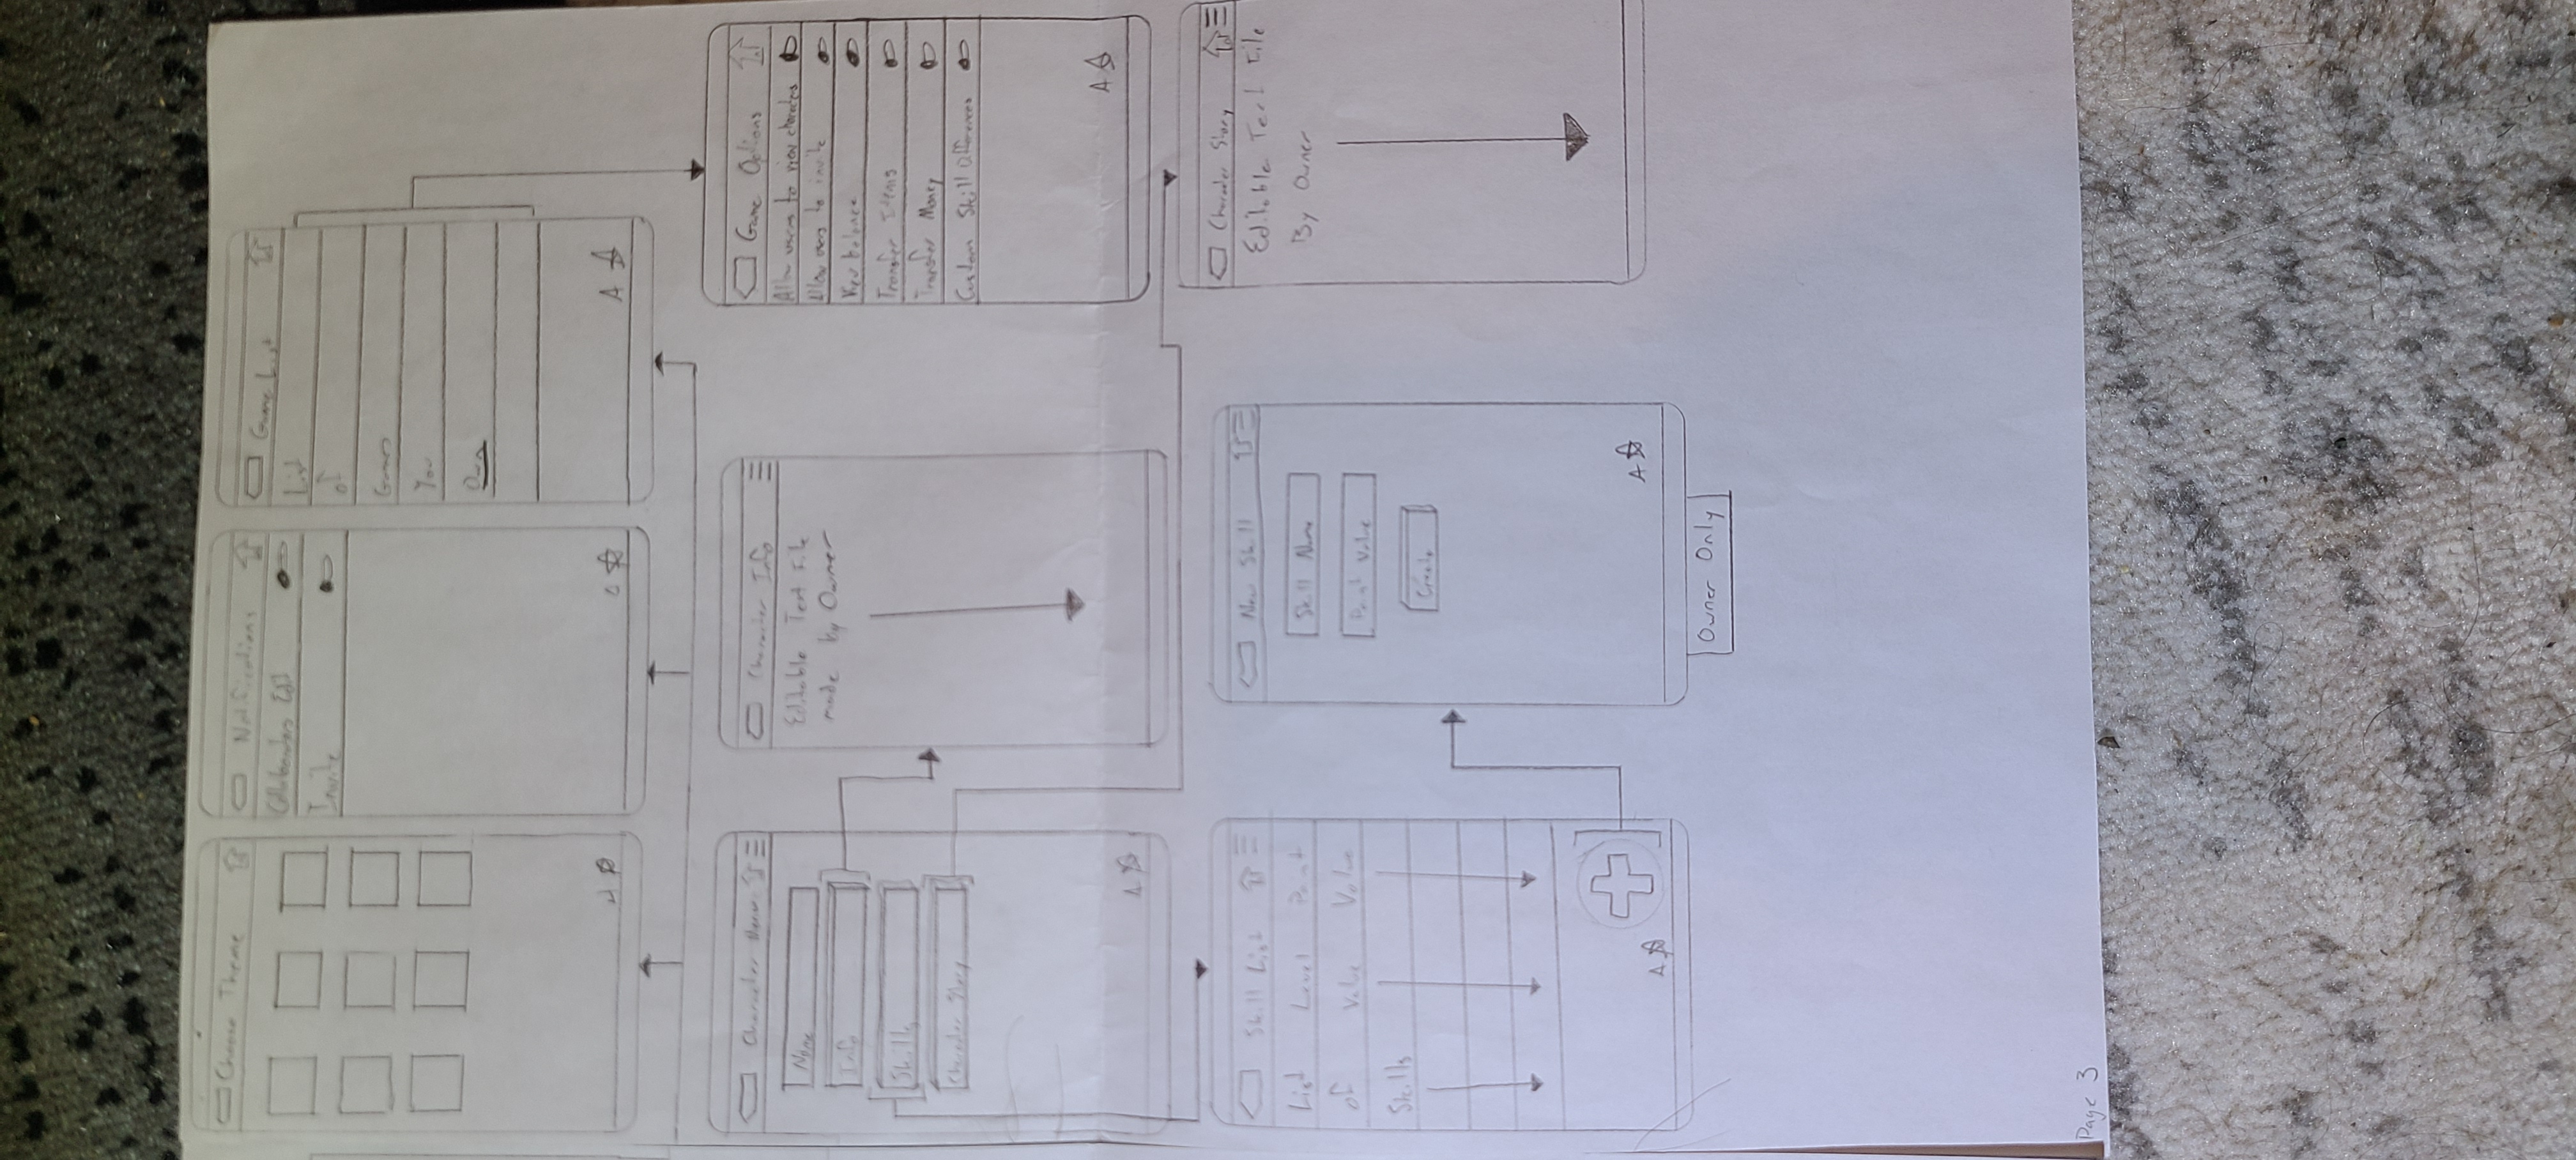 Choose Theme
Notifications
Collaborator Edit
Invite
Game List
List
of
Games
You
Own
Character Menu
Name
Info
Skills
Character Story
A
Character Info
Editable Text File
made by Owner
Game Options
Allow users to view characters
Allow users to invite
View balance
Transfer Items
Transfer Money
Custom Skill Differences
A
Skill List
List Level Point
of Value Value
Skills
A
New Skill
Skill Name
Point Value
Create
A
Owner Only
Character Story
Editable Text File
By Owner
Page 3